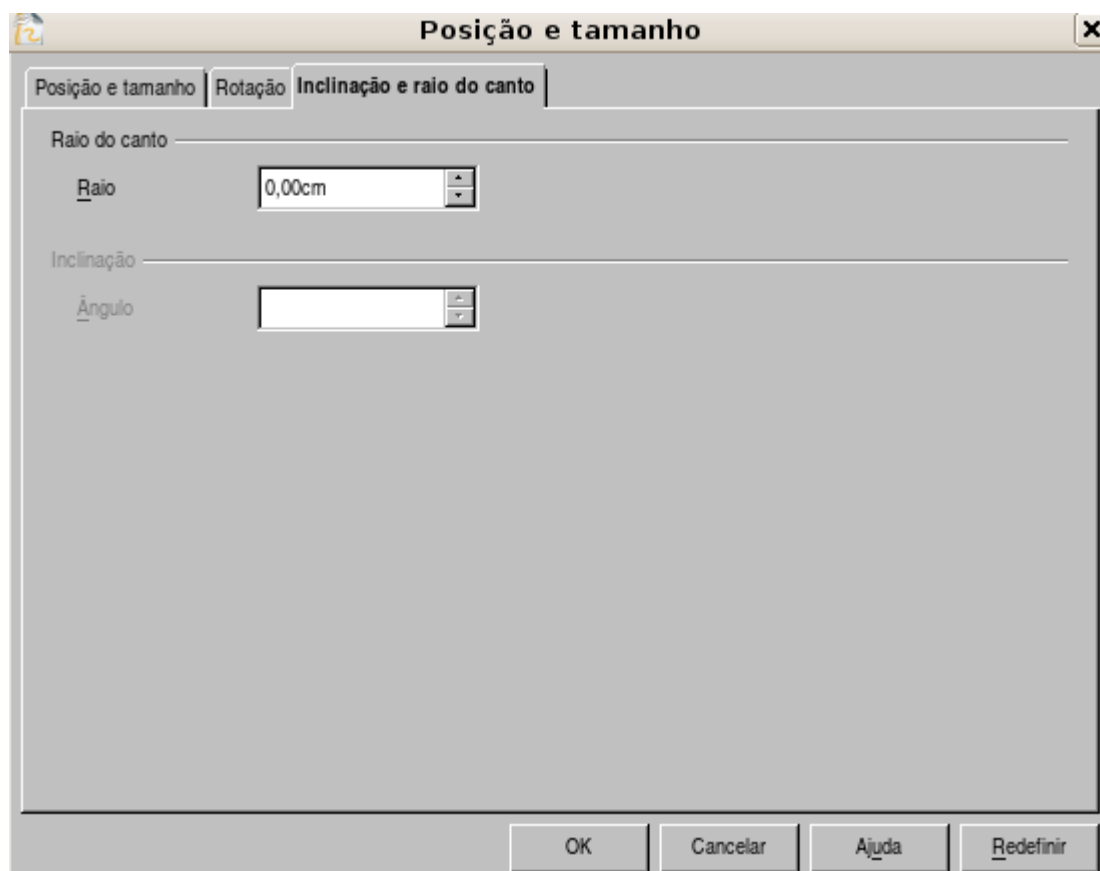 Posição e tamanho
Posição e tamanho Rotação Inclinação e raio do canto
Raio do canto
Raio 0,00cm
Inclinação
Ângulo
OK Cancelar Ajuda Redefinir